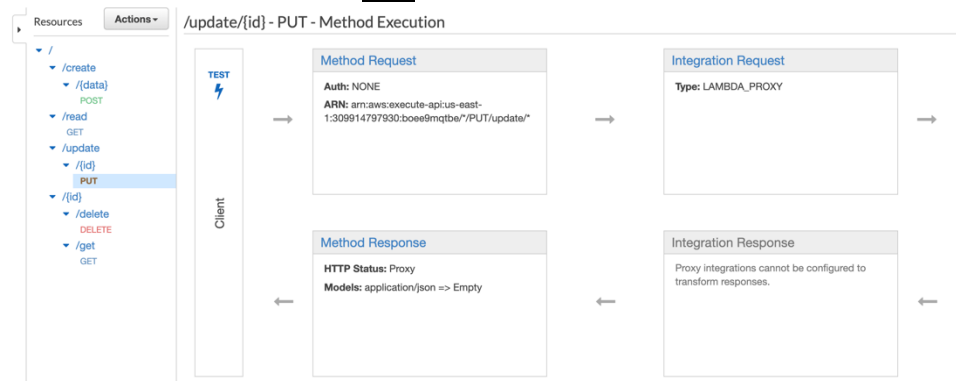 Resources
Actions
/
/create
/{data}
POST
/read
GET
/update
/{id}
PUT
/{id}
/delete
DELETE
/get
GET
/update/{id} - PUT - Method Execution
TEST
Client
Method Request
Auth: NONE
ARN: arn:aws:execute-api:us-east-
1:309914797930:boee9mqtbe/*/PUT/update/*
Integration Request
Type: LAMBDA_PROXY
Method Response
HTTP Status: Proxy
Models: application/json => Empty
Integration Response
Proxy integrations cannot be configured to
transform responses.